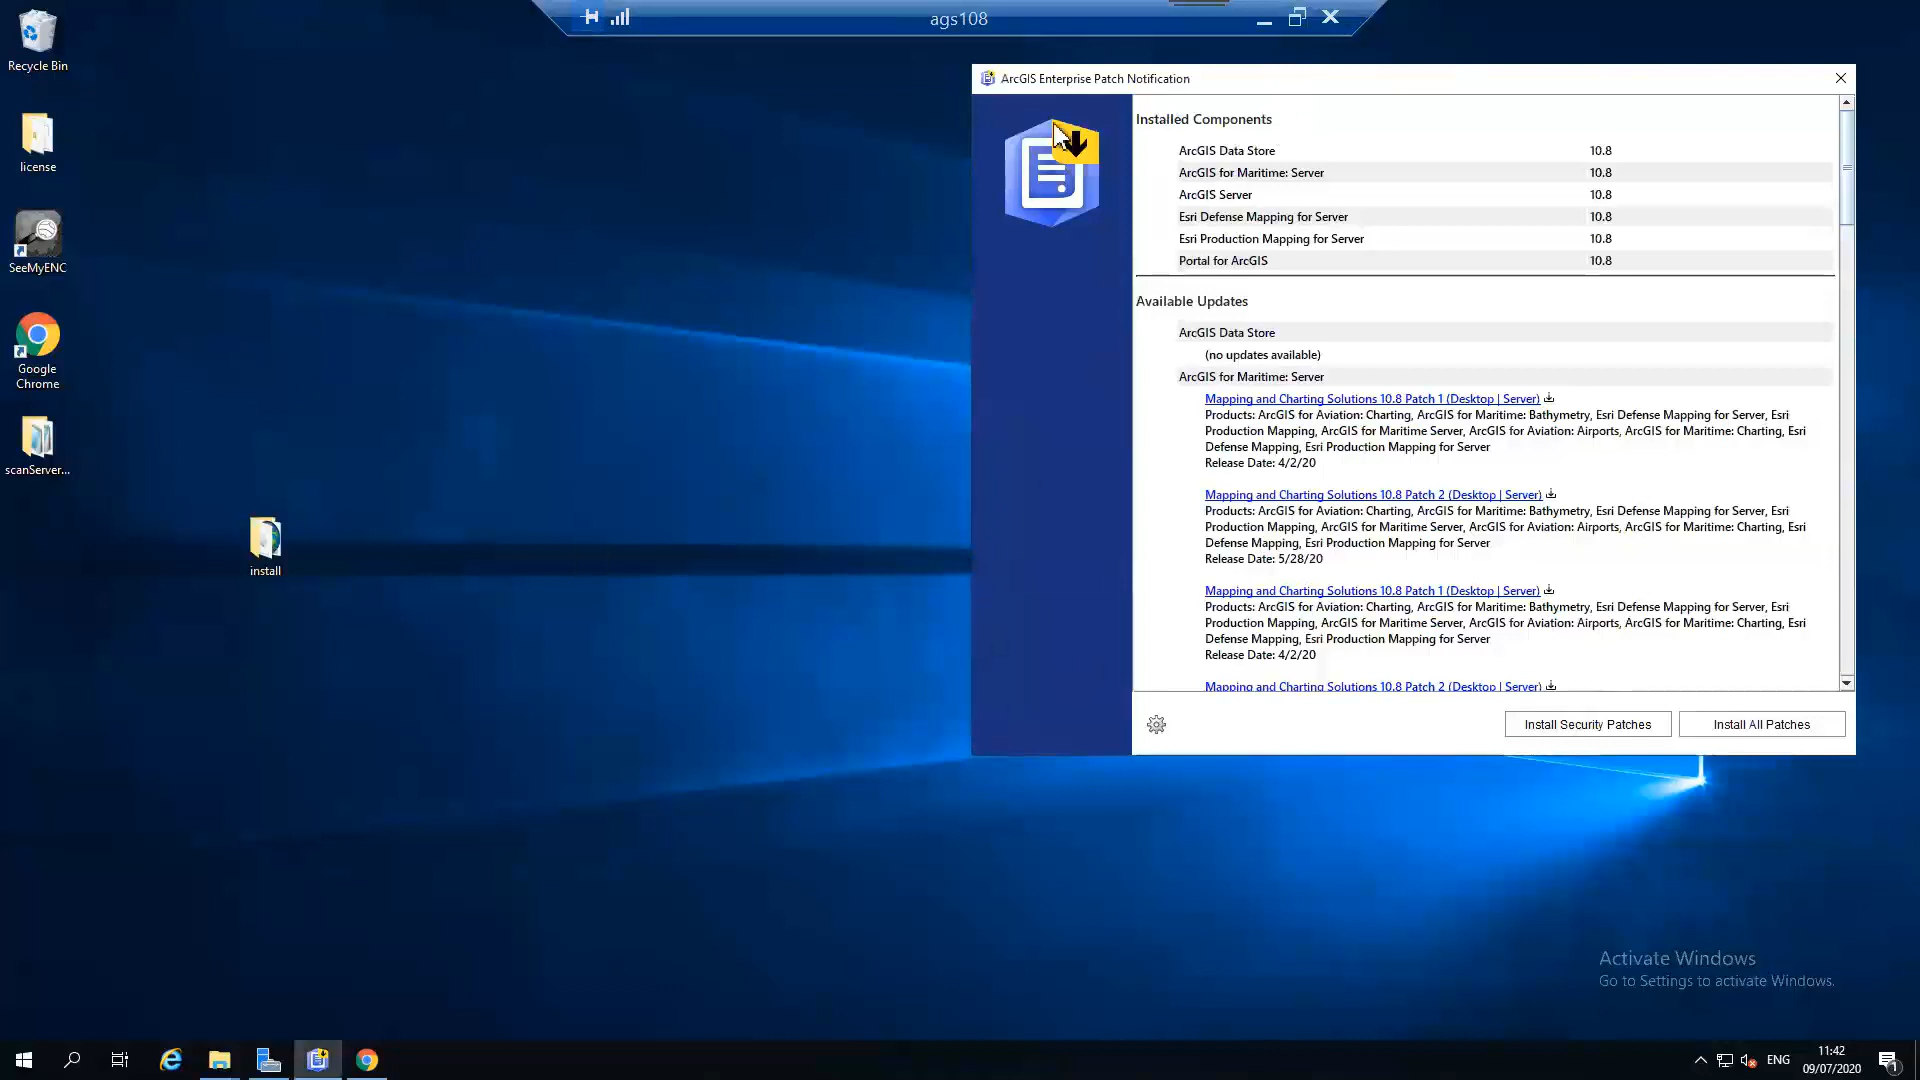 ags108
Recycle Bin
license
SeeMyENC
Google
Chrome
scanServer...
install
ArcGIS Enterprise Patch Notification
Installed Components
ArcGIS Data Store 10.8
ArcGIS for Maritime: Server 10.8
ArcGIS Server 10.8
Esri Defense Mapping for Server 10.8
Esri Production Mapping for Server 10.8
Portal for ArcGIS 10.8
Available Updates
ArcGIS Data Store
(no updates available)
ArcGIS for Maritime: Server
Mapping and Charting Solutions 10.8 Patch 1 (Desktop | Server)
Products: ArcGIS for Aviation: Charting, ArcGIS for Maritime: Bathymetry, Esri Defense Mapping for Server, Esri
Production Mapping, ArcGIS for Maritime Server, ArcGIS for Aviation: Airports, ArcGIS for Maritime: Charting, Esri
Defense Mapping, Esri Production Mapping for Server
Release Date: 4/2/20
Mapping and Charting Solutions 10.8 Patch 2 (Desktop | Server)
Products: ArcGIS for Aviation: Charting, ArcGIS for Maritime: Bathymetry, Esri Defense Mapping for Server, Esri
Production Mapping, ArcGIS for Maritime Server, ArcGIS for Aviation: Airports, ArcGIS for Maritime: Charting, Esri
Defense Mapping, Esri Production Mapping for Server
Release Date: 5/28/20
Mapping and Charting Solutions 10.8 Patch 1 (Desktop | Server)
Products: ArcGIS for Aviation: Charting, ArcGIS for Maritime: Bathymetry, Esri Defense Mapping for Server, Esri
Production Mapping, ArcGIS for Maritime Server, ArcGIS for Aviation: Airports, ArcGIS for Maritime: Charting, Esri
Defense Mapping, Esri Production Mapping for Server
Release Date: 4/2/20
Mapping and Charting Solutions 10.8 Patch 2 (Desktop | Server)
Install Security Patches
Install All Patches
Activate Windows
Go to Settings to activate Windows.
ENG
11:42
09/07/2020
1